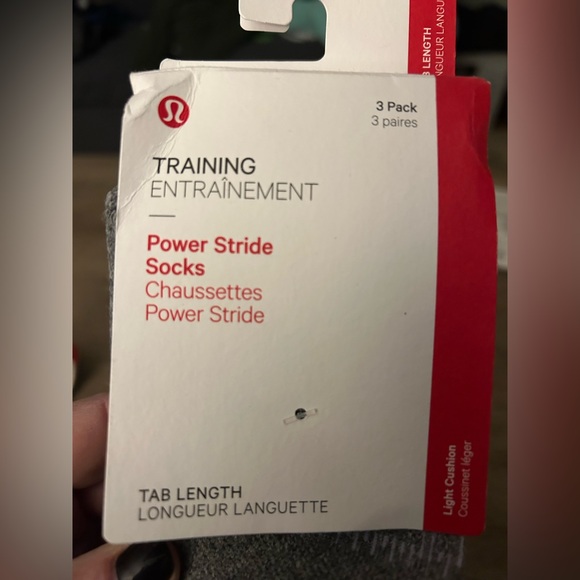 3 Pack
3 paires
TRAINING
ENTRAÎNEMENT
Power Stride
Socks
Chaussettes
Power Stride
TAB LENGTH
LONGUEUR LANGUETTE
Light Cushion
Coussinet léger
LENGTH